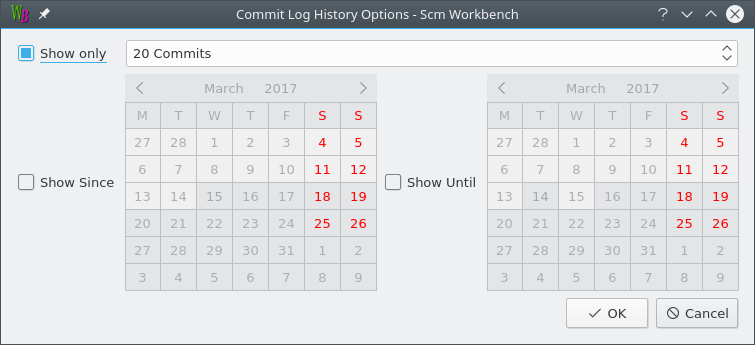 WB Commit Log History Options - Scm Workbench ?
Show only 20 Commits
March 2017
M T W T F S S
27 28 1 2 3 4 5
6 7 8 9 10 11 12
13 14 15 16 17 18 19
20 21 22 23 24 25 26
27 28 29 30 31 1 2
3 4 5 6 7 8 9
Show Since
Show Until
March 2017
M T W T F S S
27 28 1 2 3 4 5
6 7 8 9 10 11 12
13 14 15 16 17 18 19
20 21 22 23 24 25 26
27 28 29 30 31 1 2
3 4 5 6 7 8 9
OK Cancel